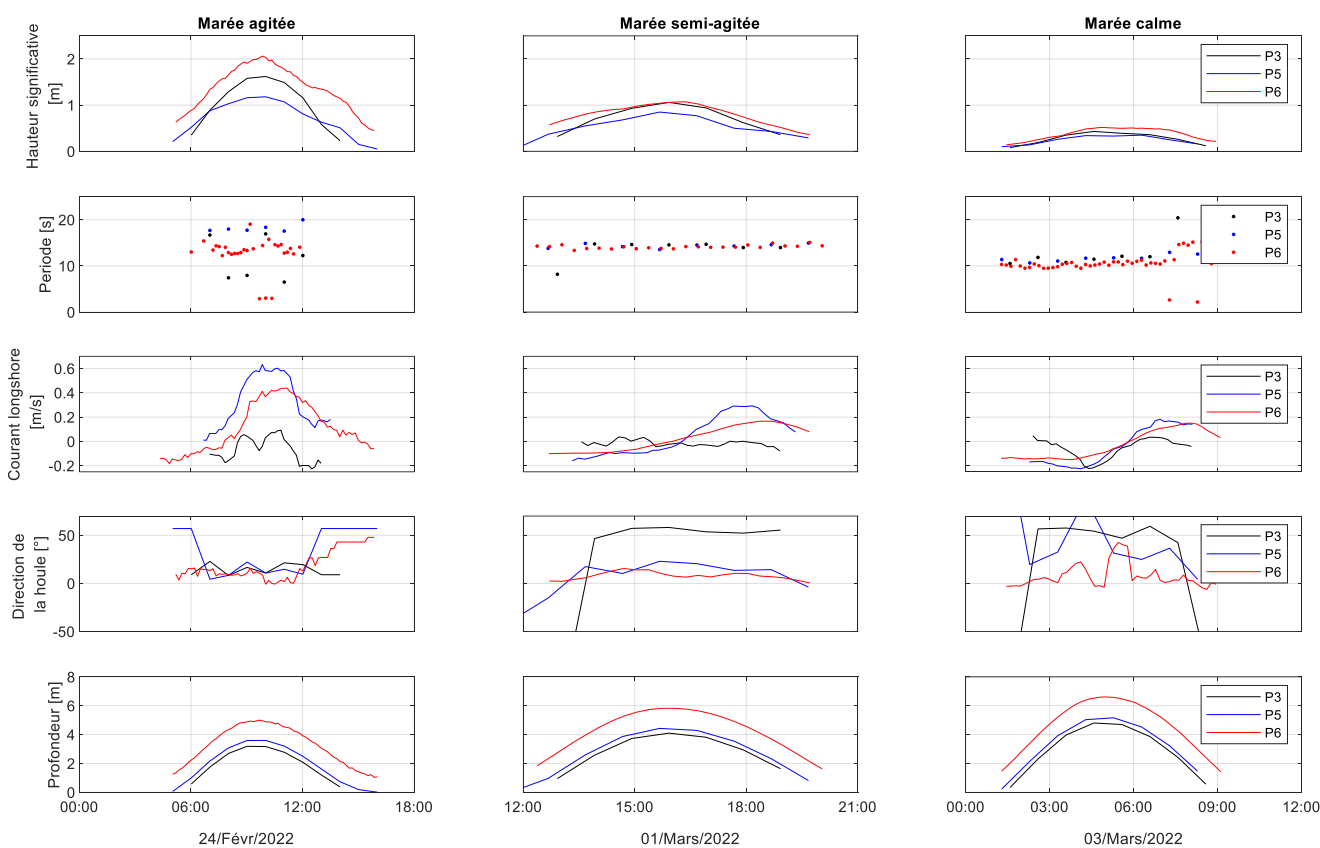 Marée agitée
Marée semi-agitée
Marée calme
Hauteur significative
[m]
2
1
0
P3
P5
P6
Periode [s]
20
10
0
P3
P5
P6
Courant longshore
[m/s]
0.6
0.4
0.2
0
-0.2
P3
P5
P6
Direction de
la houle [°]
50
0
-50
P3
P5
P6
Profondeur [m]
8
6
4
2
0
P3
P5
P6
00:00 06:00 12:00 18:00
12:00 15:00 18:00 21:00
00:00 03:00 06:00 09:00 12:00
24/Févr/2022
01/Mars/2022
03/Mars/2022